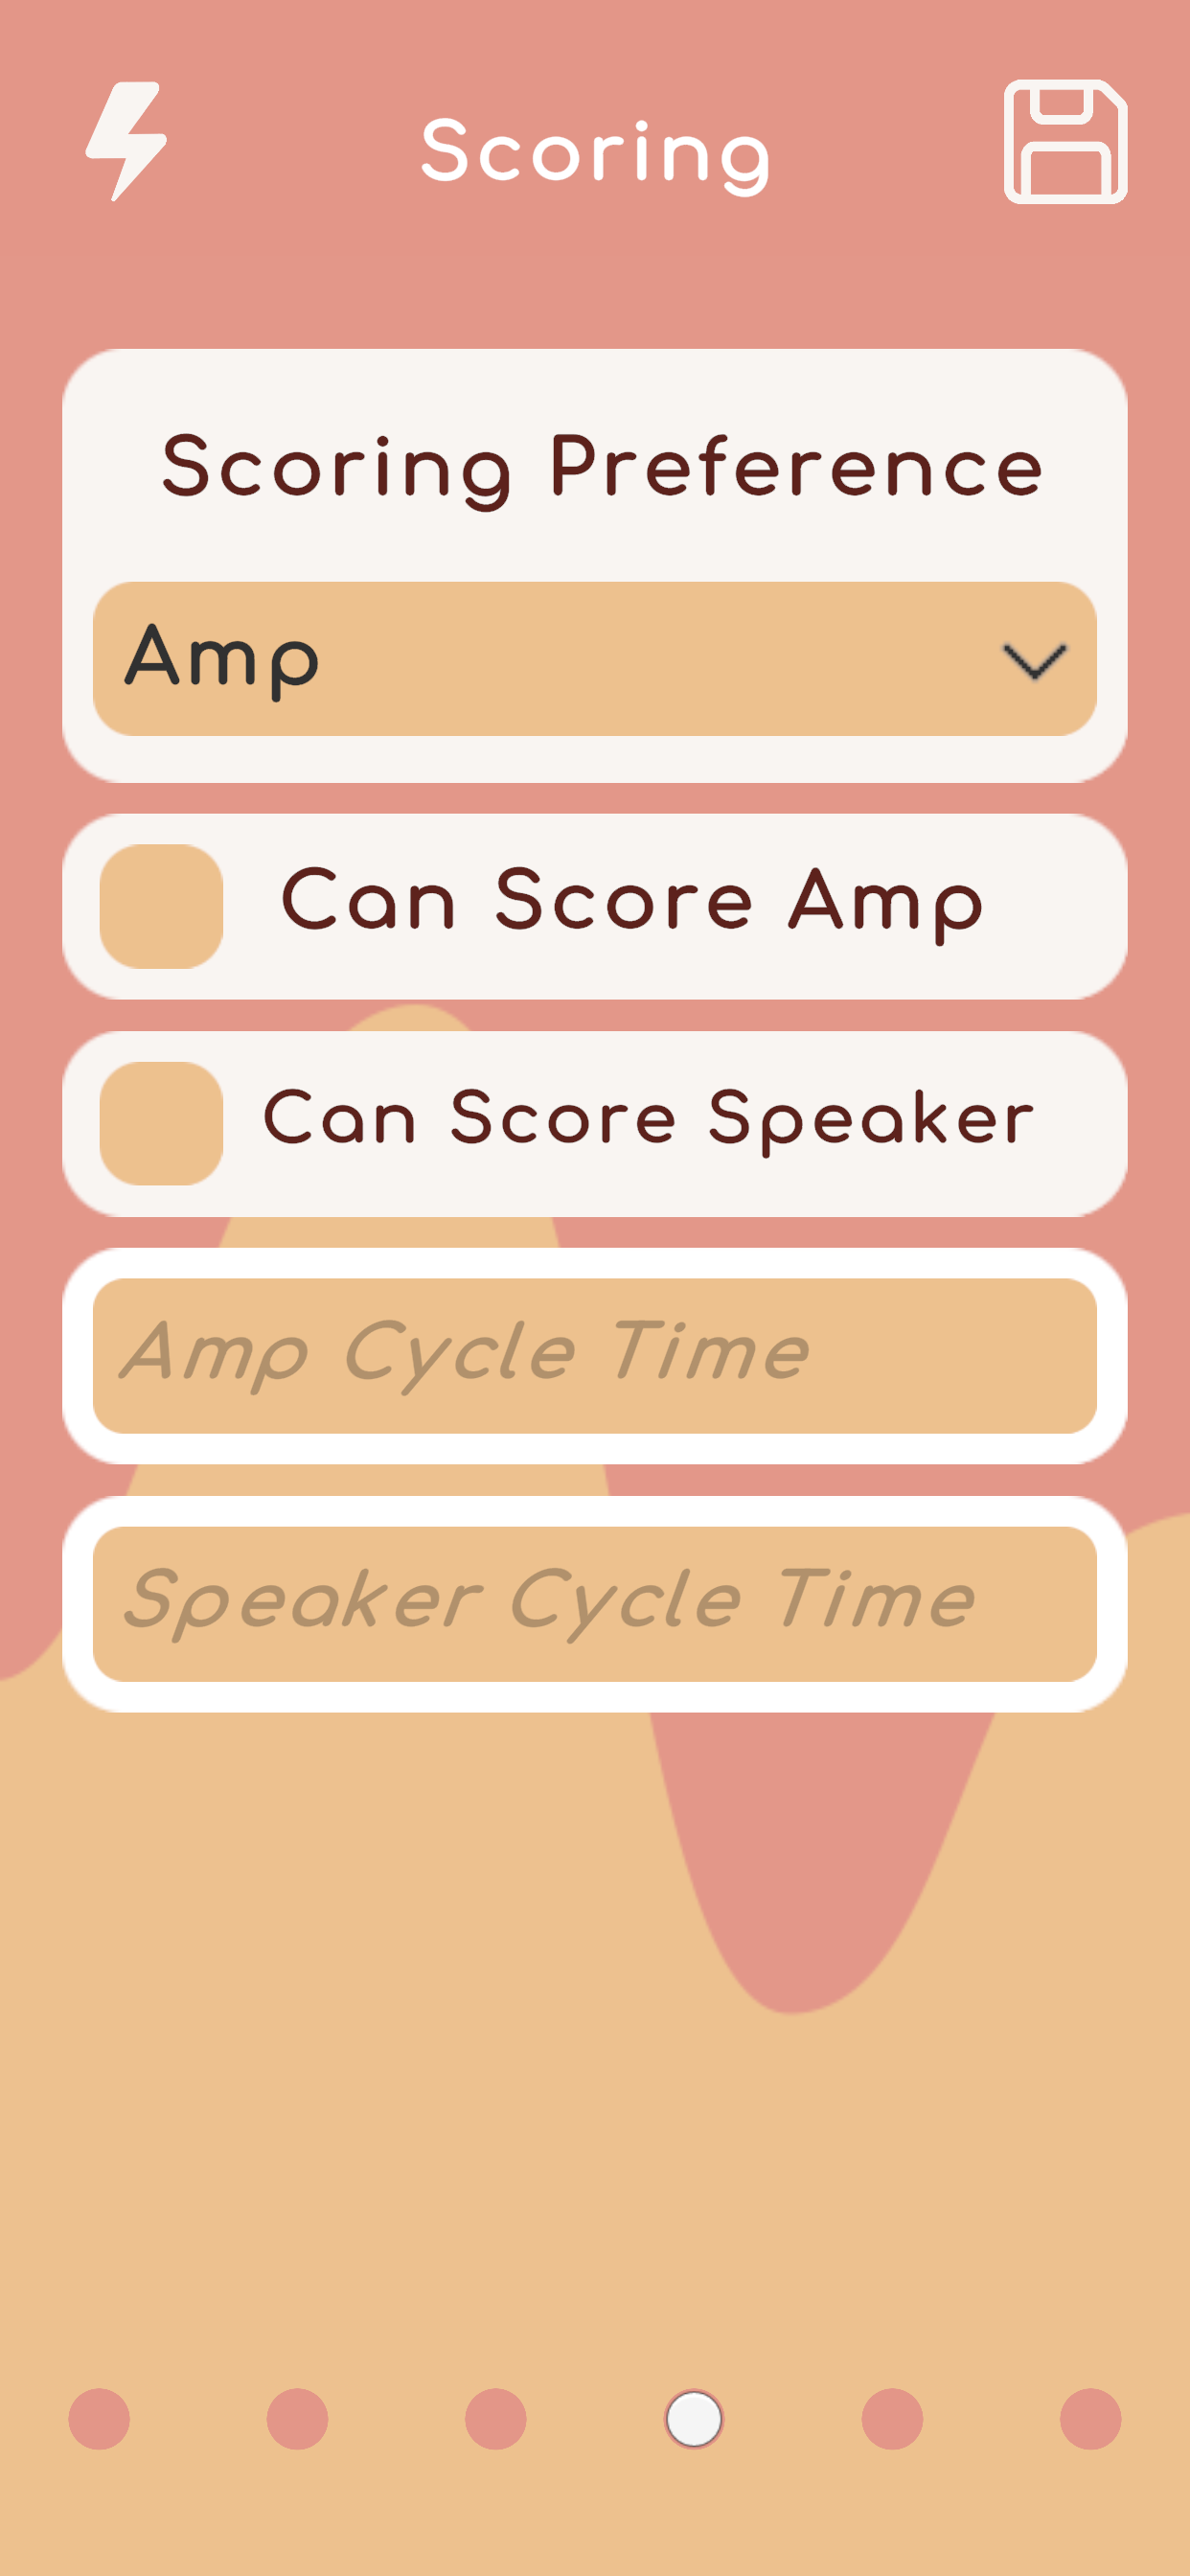 Scoring
Scoring Preference
Amp
Can Score Amp
Can Score Speaker
Amp Cycle Time
Speaker Cycle Time